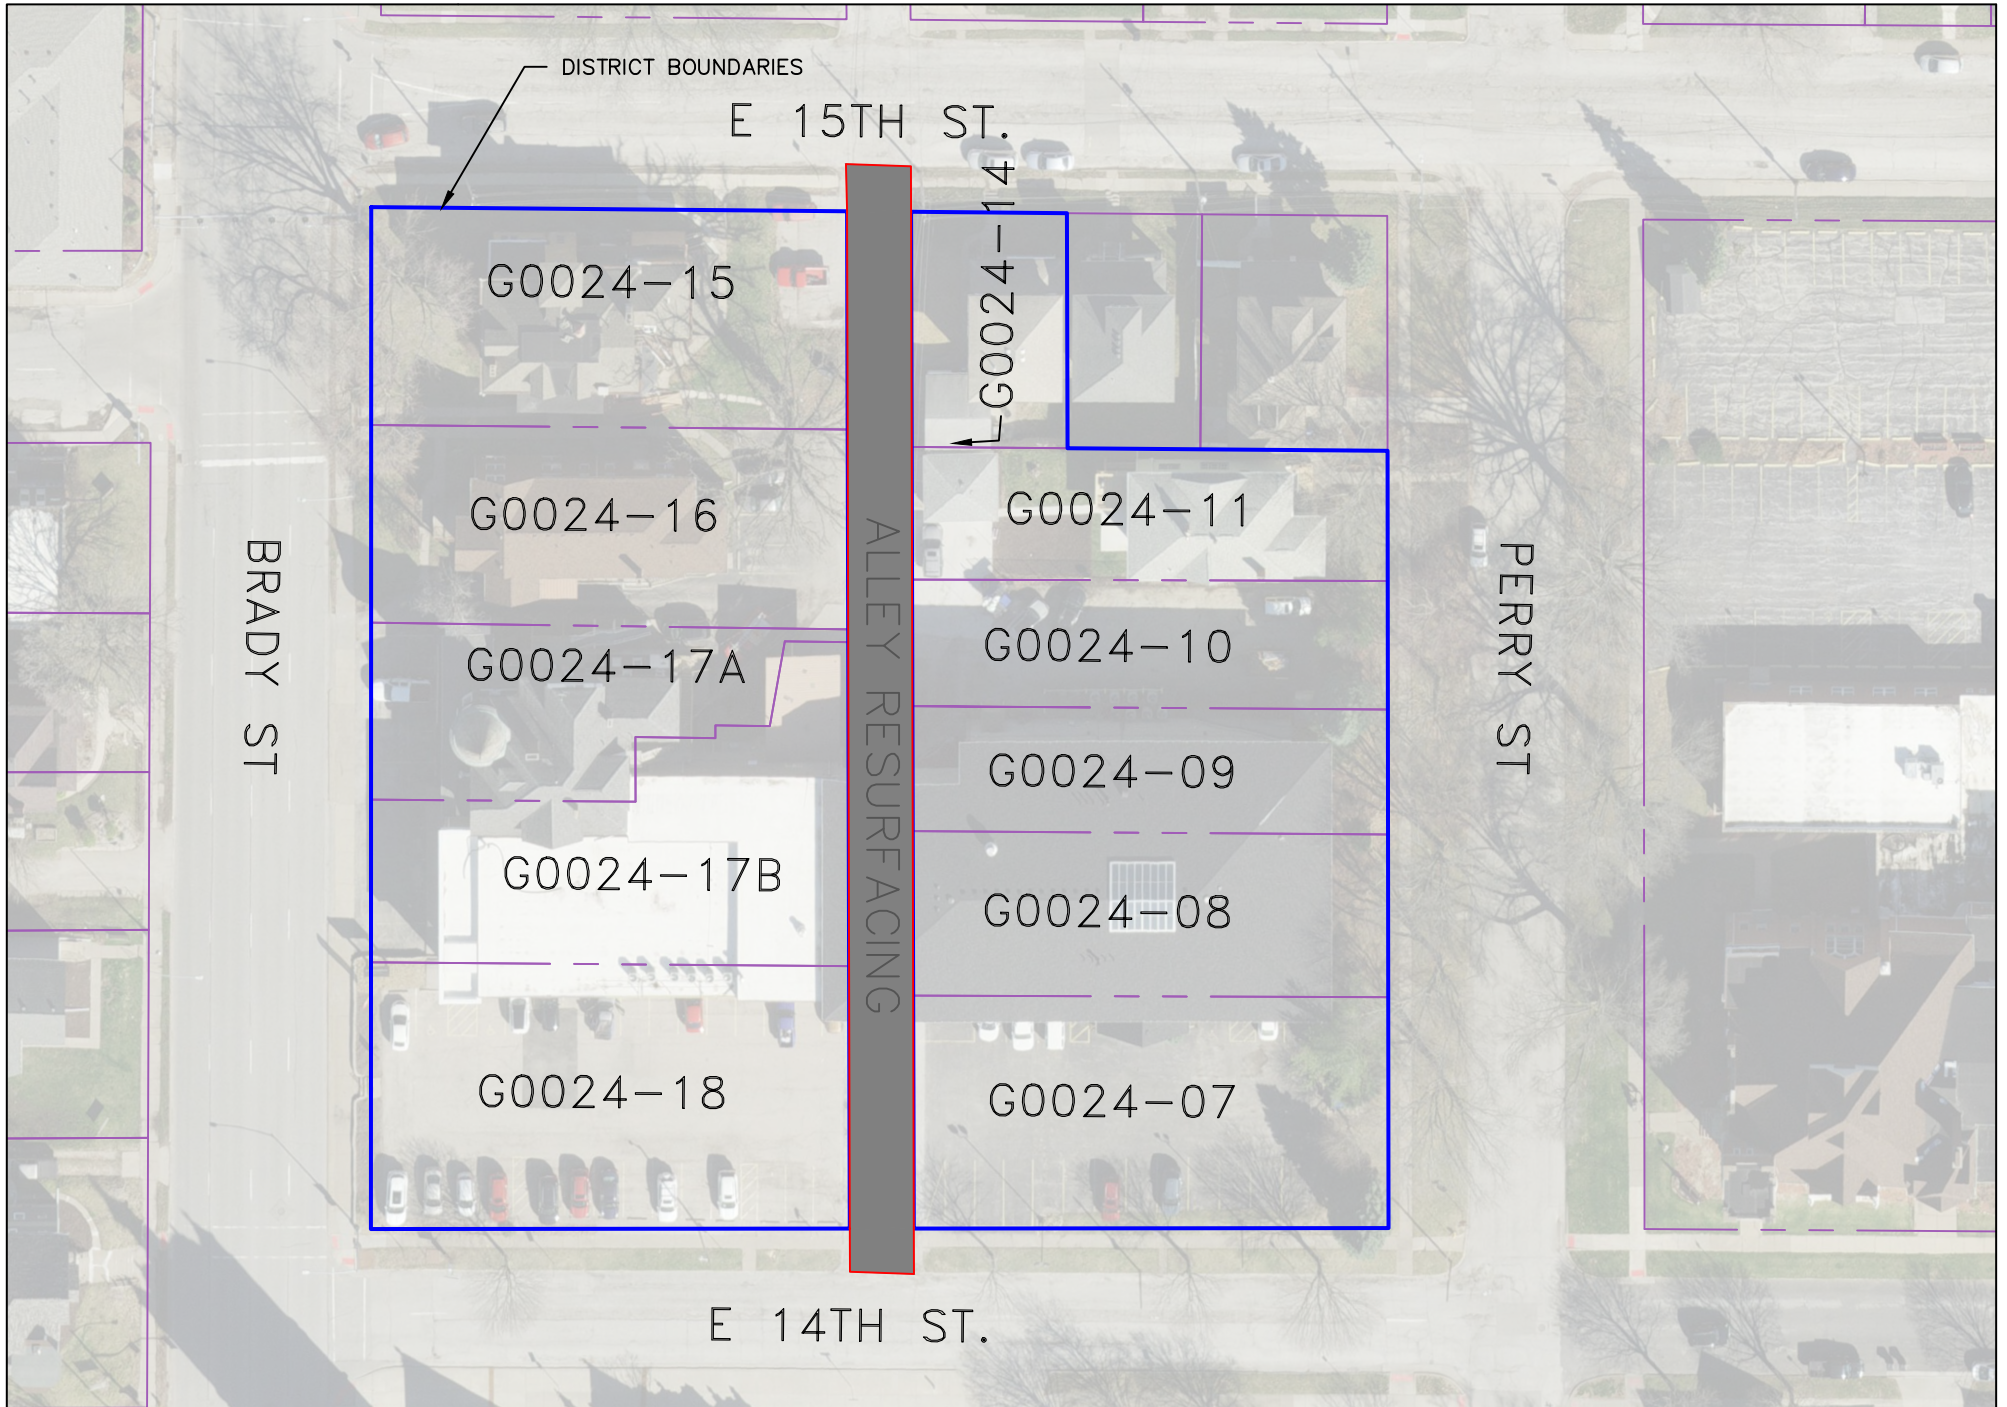 DISTRICT BOUNDARIES
E 15TH ST.
G0024-14
G0024-15
G0024-16
G0024-11
BRADY ST
ALLEY RESURFACING
PERRY ST
G0024-17A
G0024-10
G0024-09
G0024-17B
G0024-08
G0024-18
G0024-07
E 14TH ST.